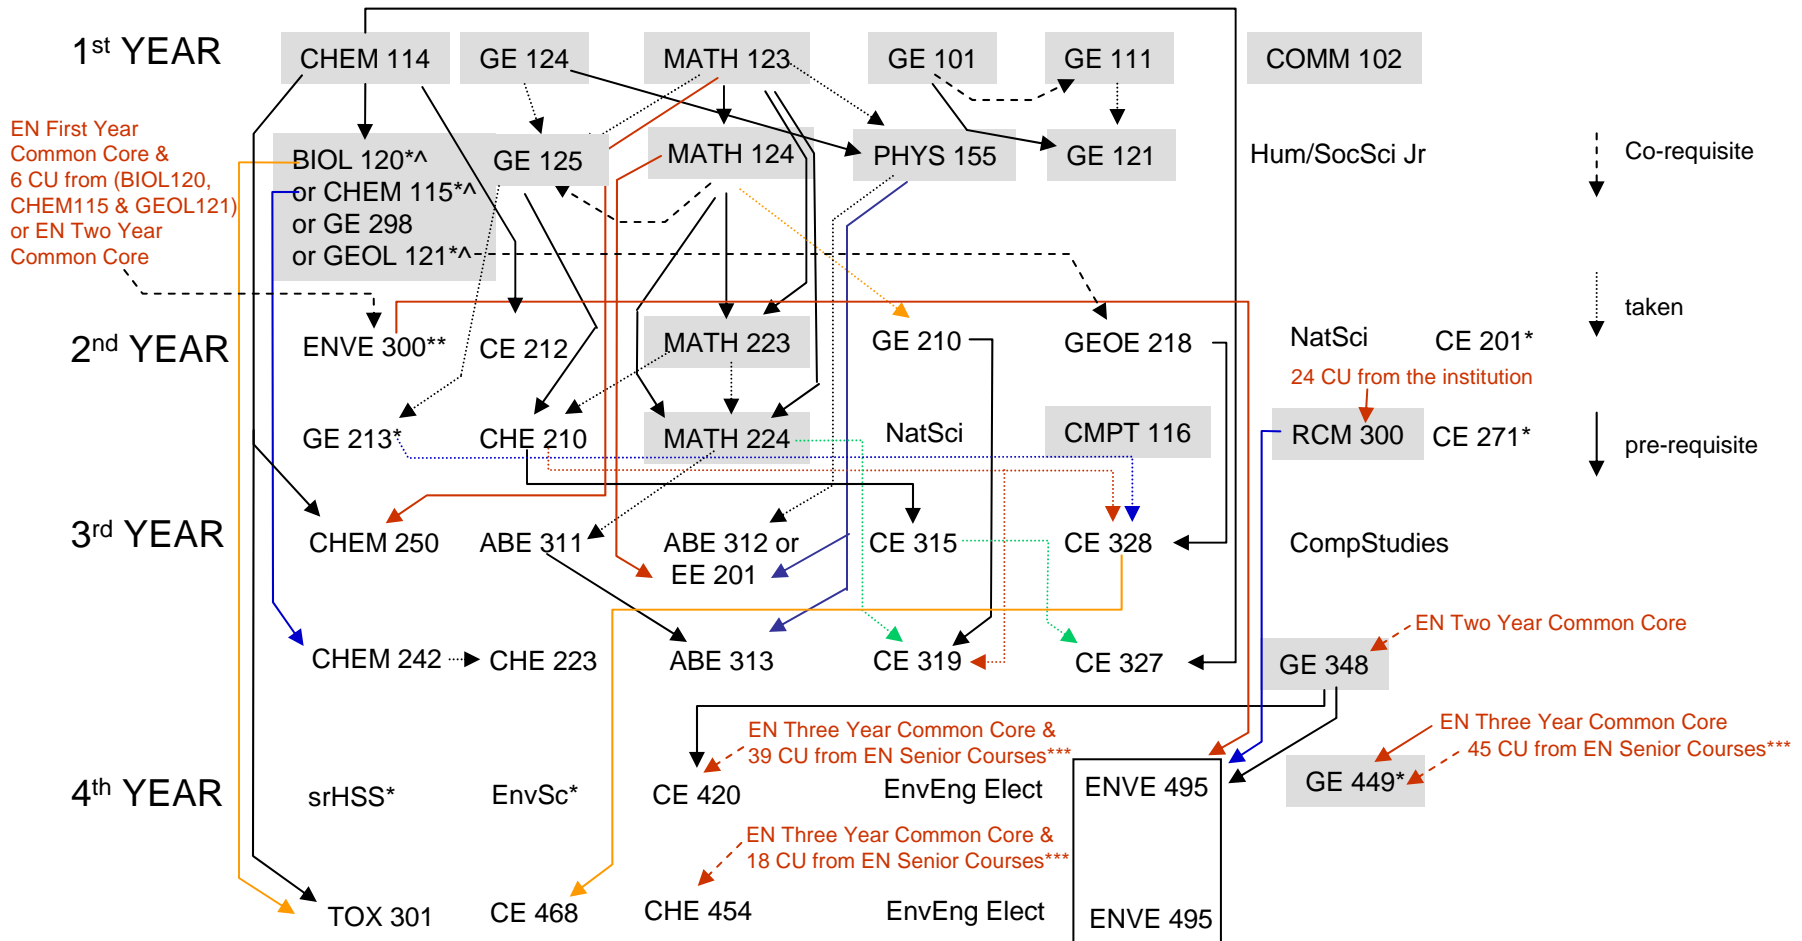 1st YEAR
CHEM 114
GE 124
MATH 123
GE 101
GE 111
COMM 102
EN First Year
Common Core &
6 CU from (BIOL120,
CHEM115 & GEOL121)
or EN Two Year
Common Core
BIOL 120*^
or CHEM 115*^
or GE 298
or GEOL 121*^
GE 125
MATH 124
PHYS 155
GE 121
Hum/SocSci Jr
Co-requisite
taken
pre-requisite
2nd YEAR
ENVE 300**
CE 212
MATH 223
GE 210
GEOE 218
NatSci
CE 201*
24 CU from the institution
GE 213*
CHE 210
MATH 224
NatSci
CMPT 116
RCM 300
CE 271*
3rd YEAR
CHEM 250
ABE 311
ABE 312 or
EE 201
CE 315
CE 328
CompStudies
EN Two Year Common Core
CHEM 242
CHE 223
ABE 313
CE 319
CE 327
GE 348
EN Three Year Common Core &
39 CU from EN Senior Courses***
EN Three Year Common Core
45 CU from EN Senior Courses***
4th YEAR
srHSS*
EnvSc*
CE 420
EnvEng Elect
ENVE 495
GE 449*
EN Three Year Common Core &
18 CU from EN Senior Courses***
TOX 301
CE 468
CHE 454
EnvEng Elect
ENVE 495